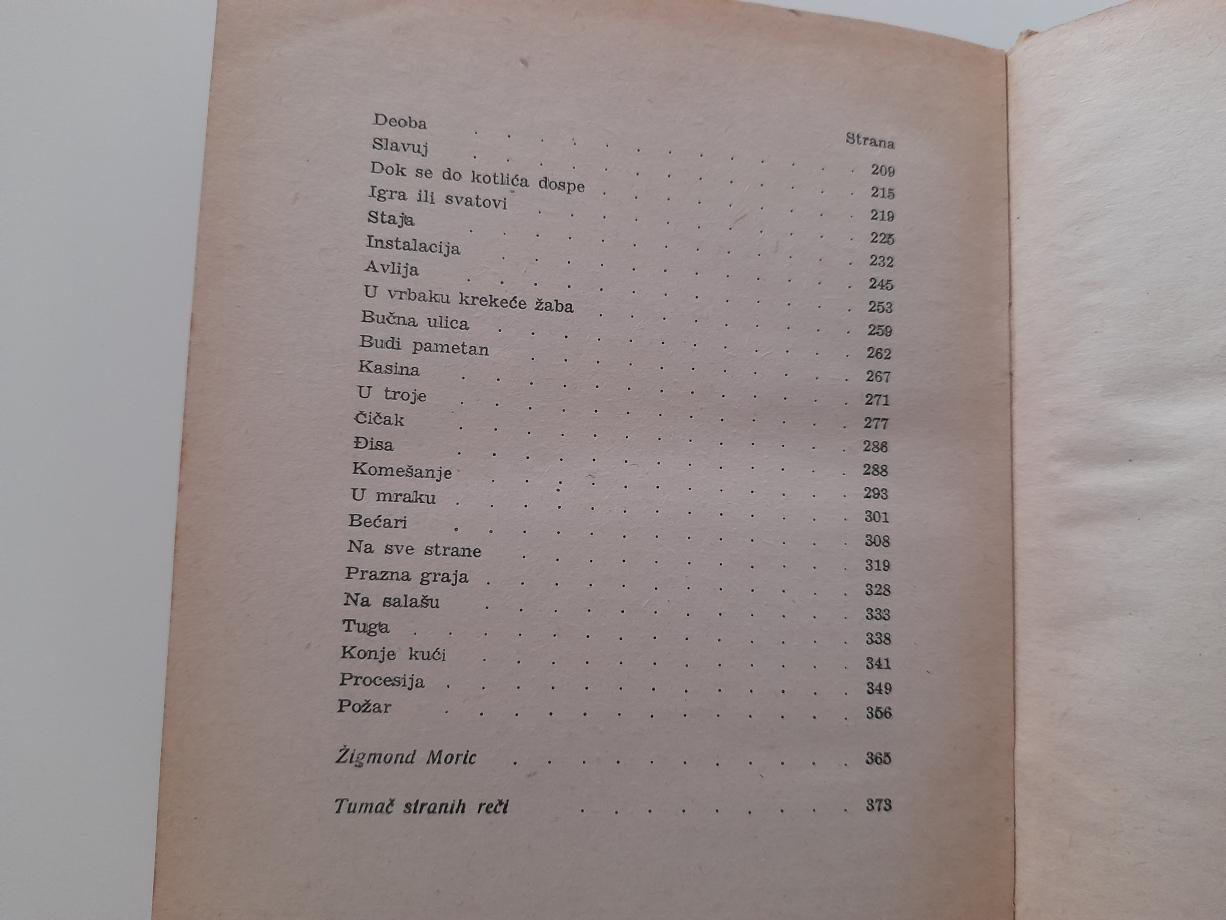 Strana
Deoba . . . . . . . . . . . . 209
Slavuj . . . . . . . . . . . . 215
Dok se do kotlića dospe . . . . . . . . 219
Igra ili svatovi . . . . . . . . . . 225
Staja . . . . . . . . . . . . 232
Instalacija . . . . . . . . . . . 245
Avlija . . . . . . . . . . . . 253
U vrbaku krekeće žaba . . . . . . . . 259
Bučna ulica . . . . . . . . . . . 262
Budi pametan . . . . . . . . . . 267
Kasina . . . . . . . . . . . . 271
U troje . . . . . . . . . . . . 277
Čičak . . . . . . . . . . . . 286
Đisa . . . . . . . . . . . . 288
Komešanje . . . . . . . . . . . 293
U mraku . . . . . . . . . . . . 301
Bećari . . . . . . . . . . . . 308
Na sve strane . . . . . . . . . . 319
Prazna graja . . . . . . . . . . . 328
Na salašu . . . . . . . . . . . 333
Tuga . . . . . . . . . . . . . 338
Konje kući . . . . . . . . . . . 341
Procesija . . . . . . . . . . . . 349
Požar . . . . . . . . . . . . 356
Žigmond Moric . . . . . . . . . . 365
Tumač stranih reči . . . . . . . . 373